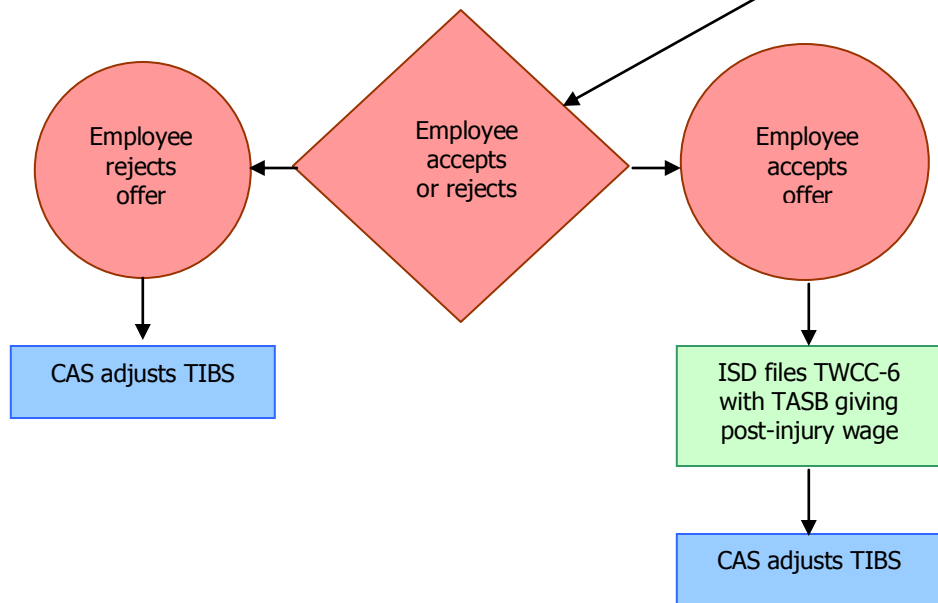 Employee
rejects
offer
Employee
accepts
or rejects
Employee
accepts
offer
CAS adjusts TIBS
ISD files TWCC-6
with TASB giving
post-injury wage
CAS adjusts TIBS